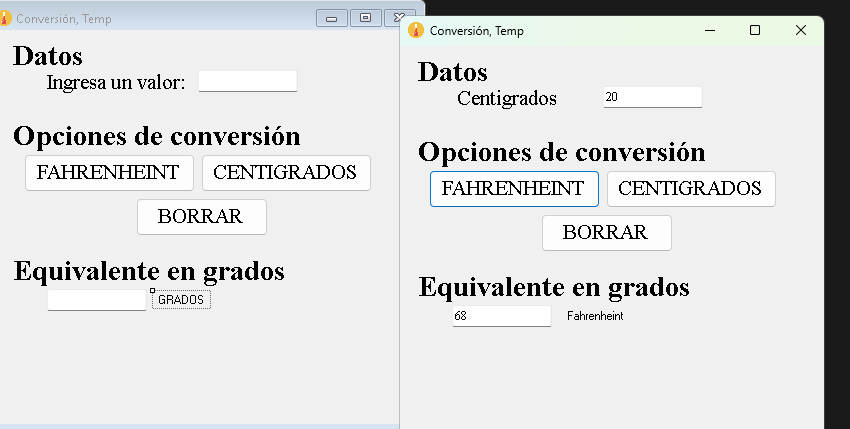 Conversión, Temp
Datos
Ingresa un valor:
Opciones de conversión
FAHRENHEINT CENTIGRADOS
BORRAR
Equivalente en grados
GRADOS
Conversión, Temp
Datos
Centigrados 20
Opciones de conversión
FAHRENHEINT CENTIGRADOS
BORRAR
Equivalente en grados
68 Fahrenheint